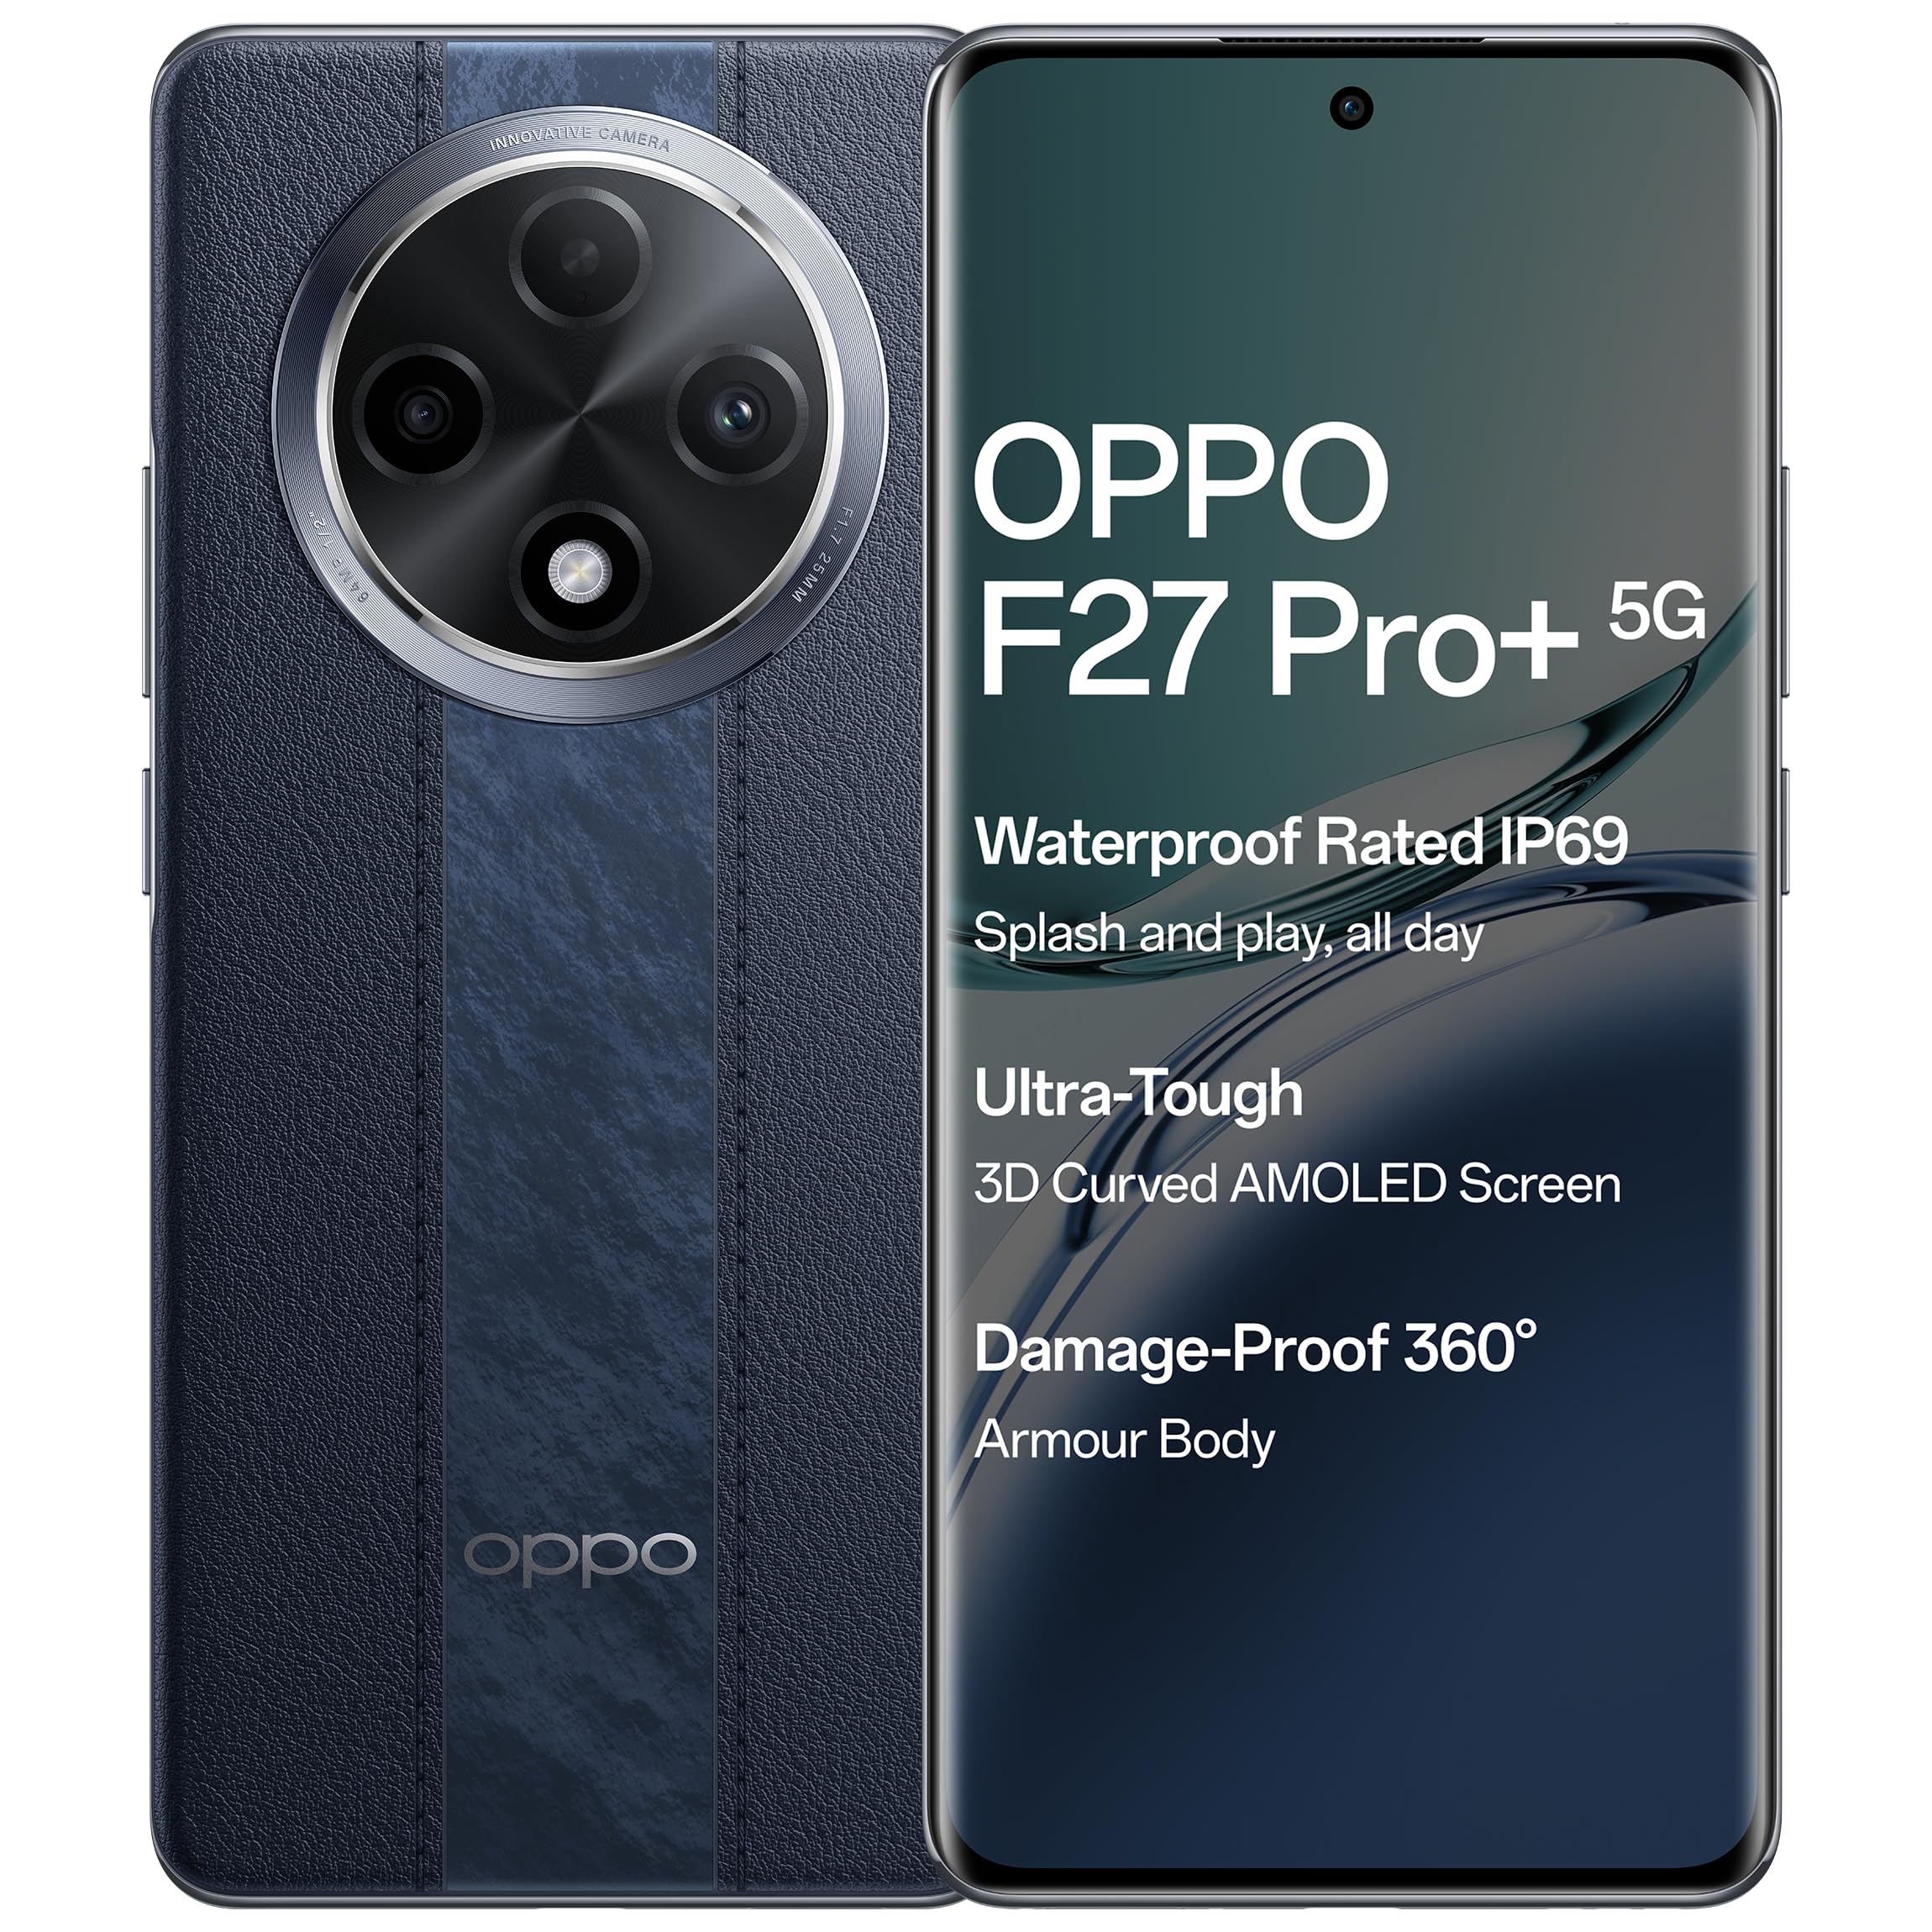 INNOVATIVE CAMERA
F1.7 25MM
64MP 1/2"
oppo
OPPO
F27 Pro+ 5G
Waterproof Rated IP69
Splash and play, all day
Ultra-Tough
3D Curved AMOLED Screen
Damage-Proof 360°
Armour Body